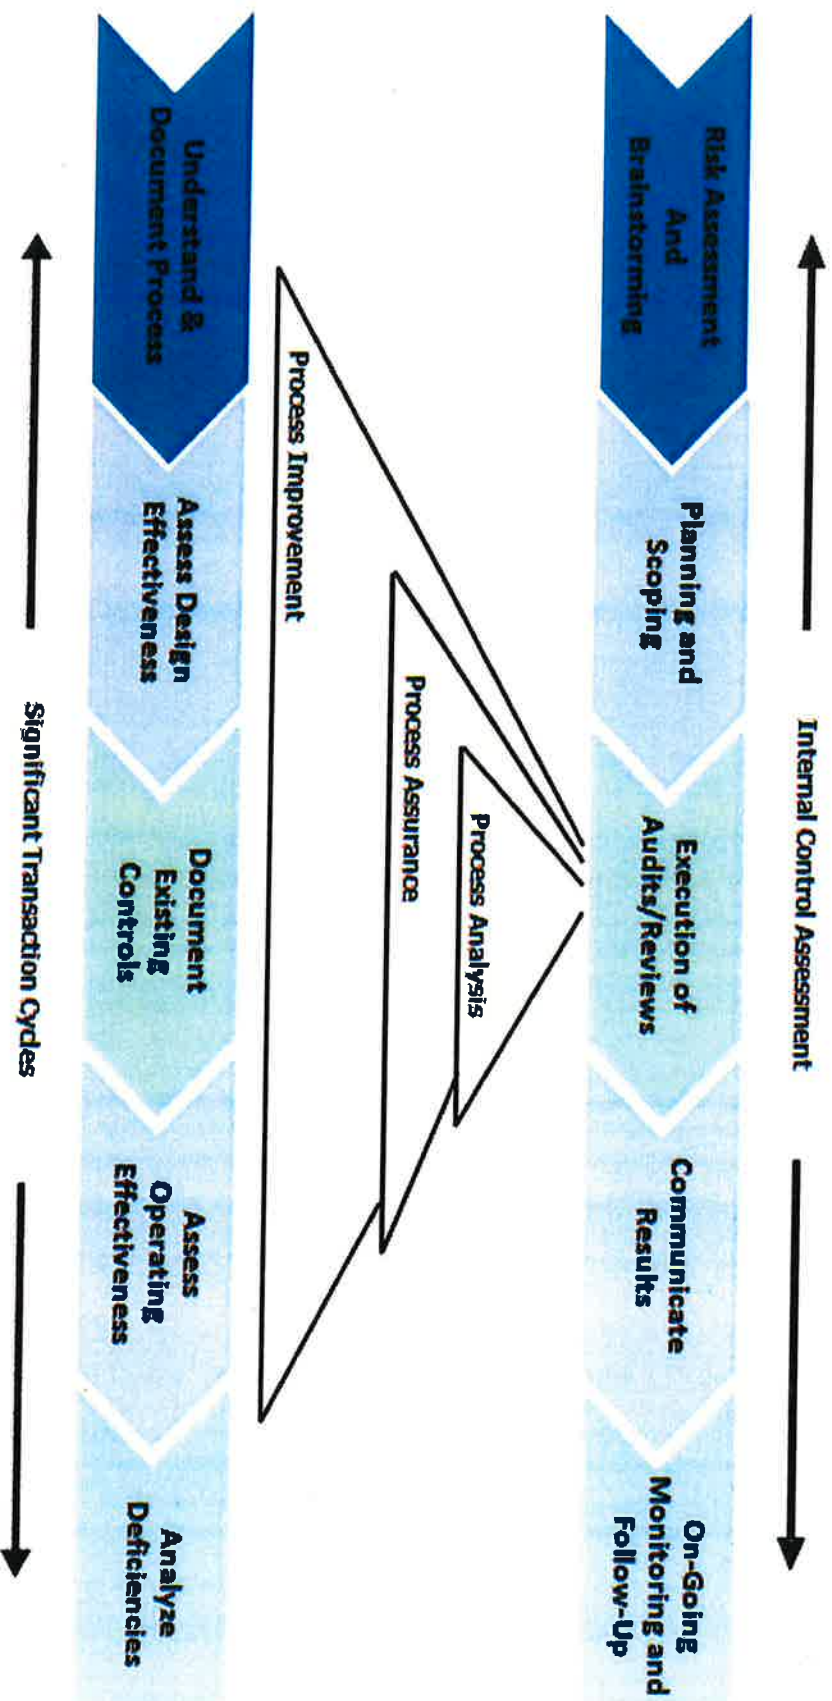 Internal Control Assessment
Risk Assessment
And
Brainstorming
Planning and
Scoping
Execution of
Audits/Reviews
Communicate
Results
On-Going
Monitoring and
Follow-Up
Process Analysis
Process Assurance
Process Improvement
Understand &
Document Process
Assess Design
Effectiveness
Document
Existing
Controls
Assess
Operating
Effectiveness
Analyze
Deficiencies
Significant Transaction Cycles